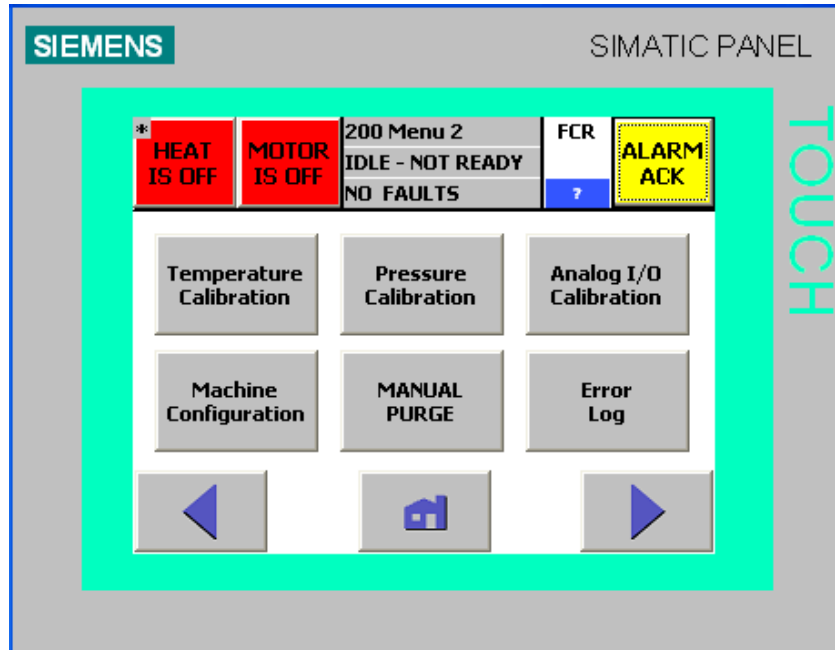 SIEMENS
SIMATIC PANEL
TOUCH
*
HEAT
IS OFF
MOTOR
IS OFF
200 Menu 2
IDLE - NOT READY
NO FAULTS
FCR
?
ALARM
ACK
Temperature
Calibration
Pressure
Calibration
Analog I/O
Calibration
Machine
Configuration
MANUAL
PURGE
Error
Log